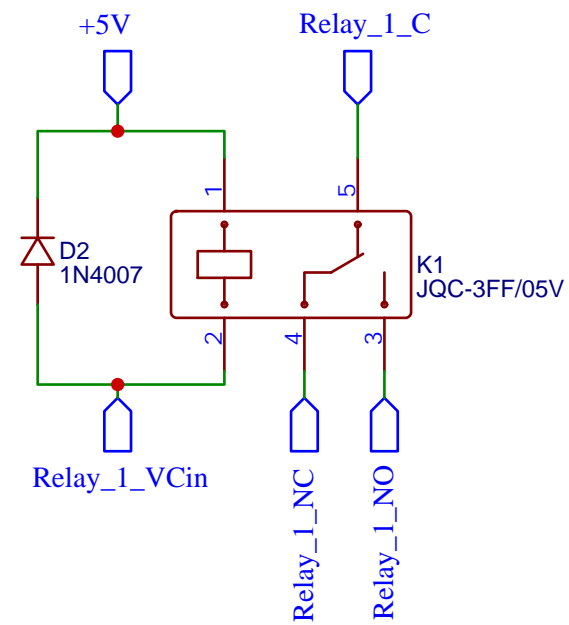 +5V
Relay_1_C
1
5
D2
1N4007
K1
JQC-3FF/05V
2
4
3
Relay_1_VCin
Relay_1_NC
Relay_1_NO